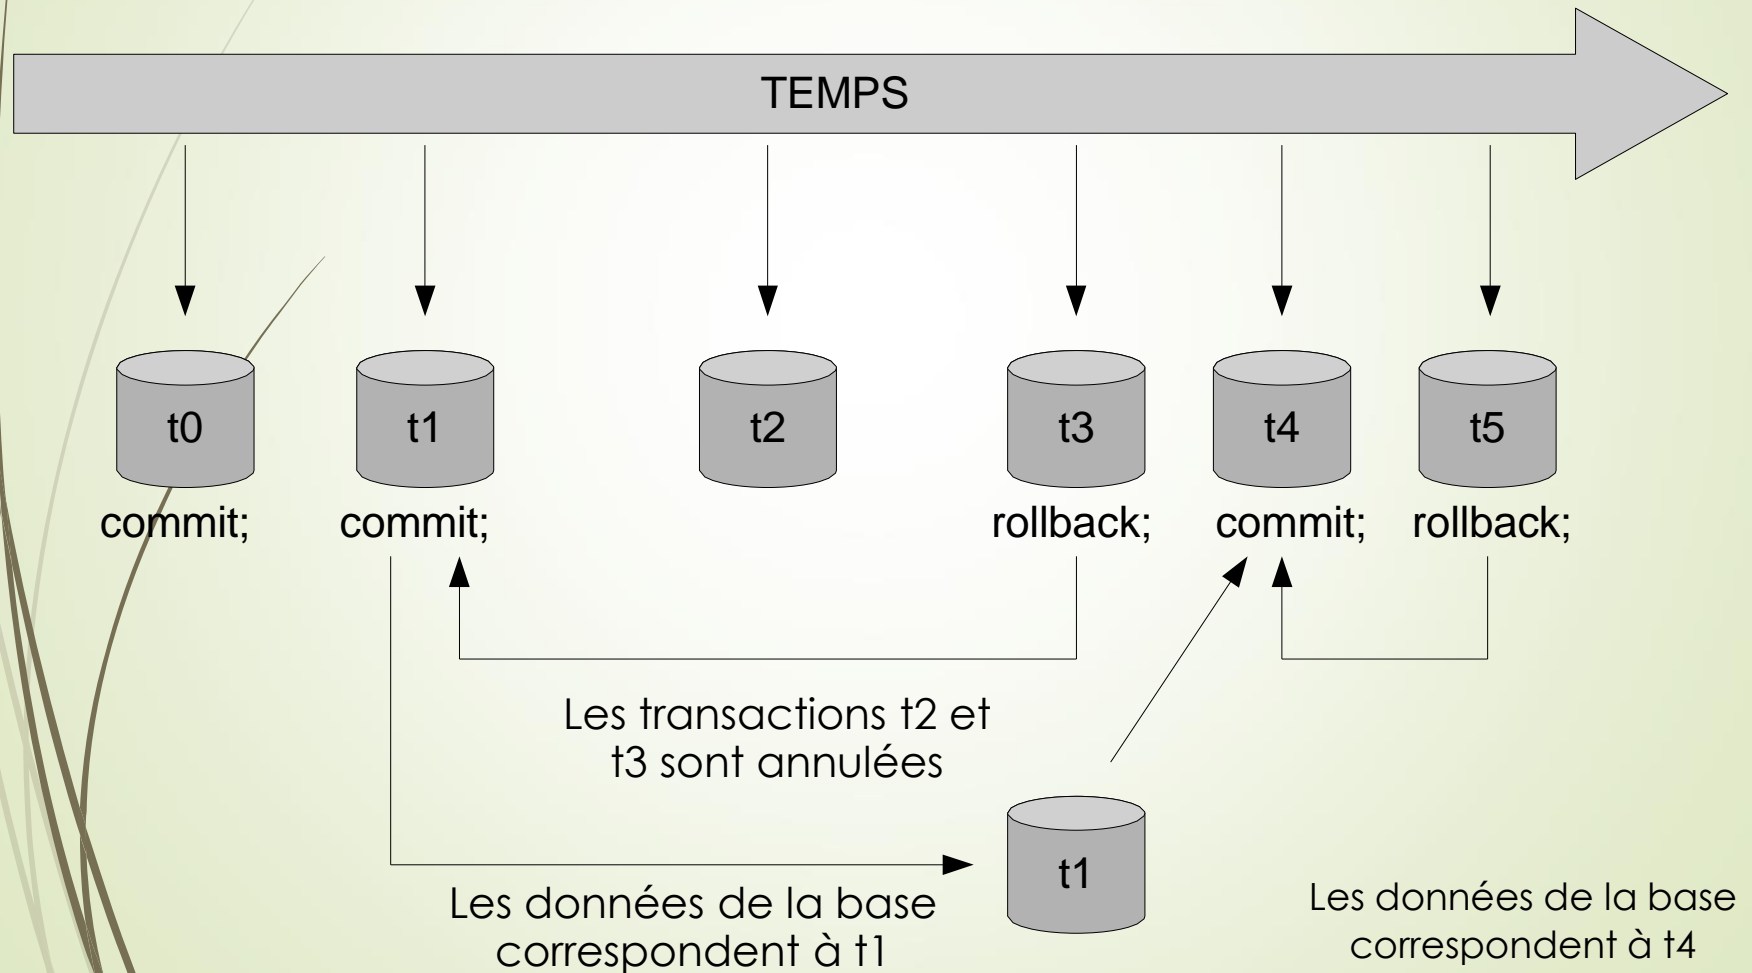 TEMPS
t0
t1
t2
t3
t4
t5
commit;
commit;
rollback;
commit;
rollback;
Les transactions t2 et
t3 sont annulées
t1
Les données de la base
correspondent à t1
Les données de la base
correspondent à t4